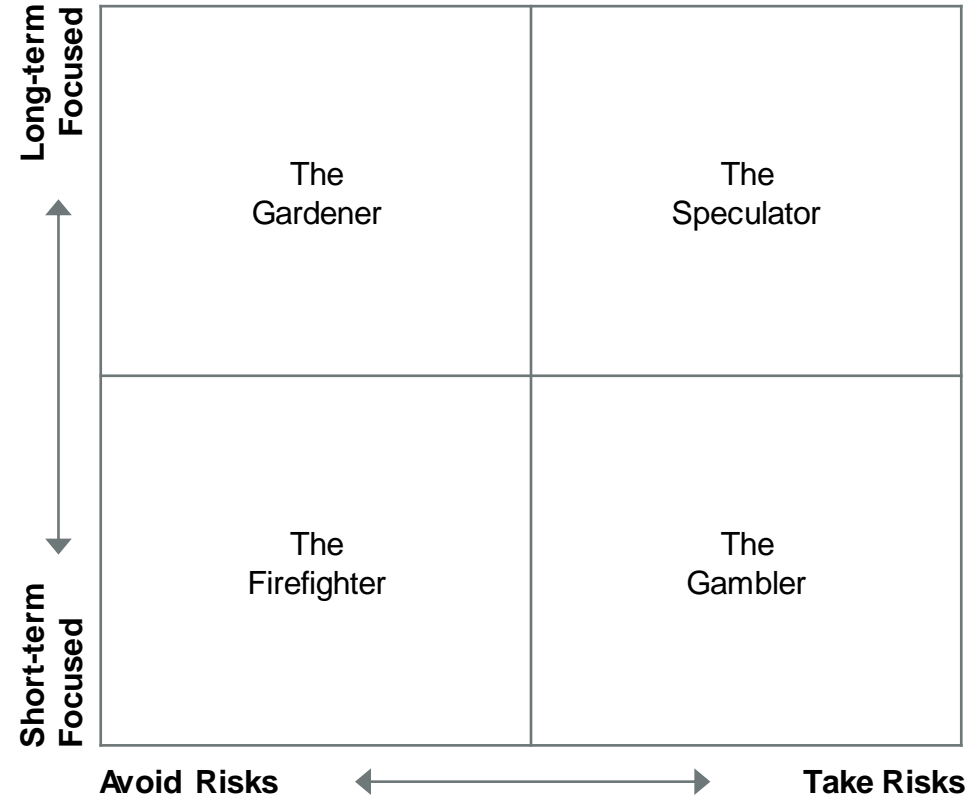 Long-term
Focused
The
Gardener
The
Speculator
The
Firefighter
The
Gambler
Short-term
Focused
Avoid Risks
Take Risks